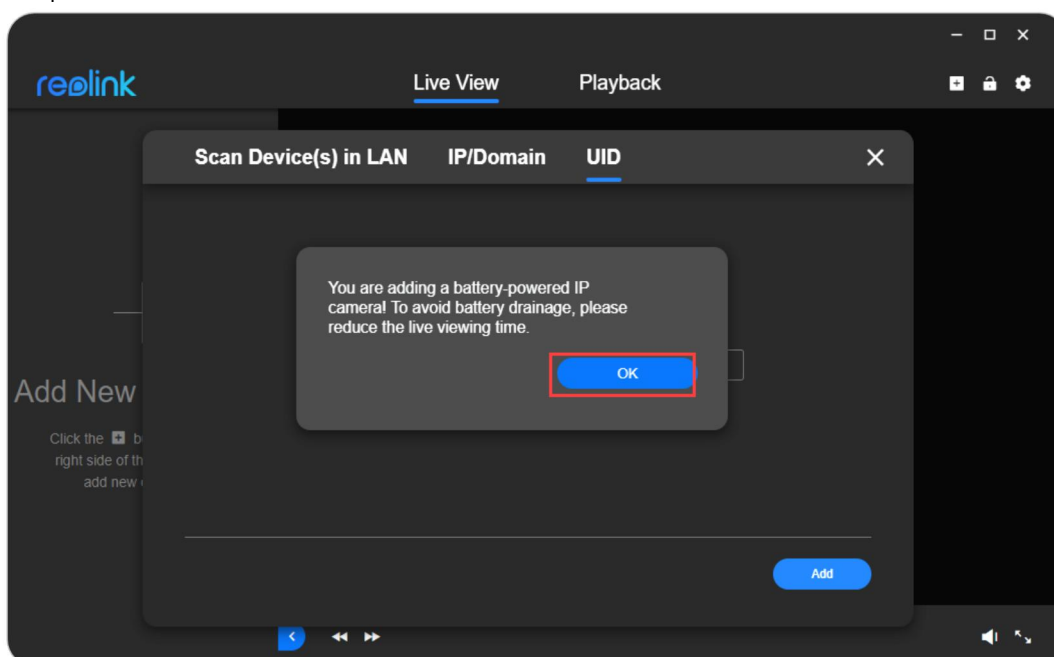 reolink
Live View
Playback
Scan Device(s) in LAN
IP/Domain
UID
You are adding a battery-powered IP
camera! To avoid battery drainage, please
reduce the live viewing time.
OK
Add New
Click the
right side of
add new
Add